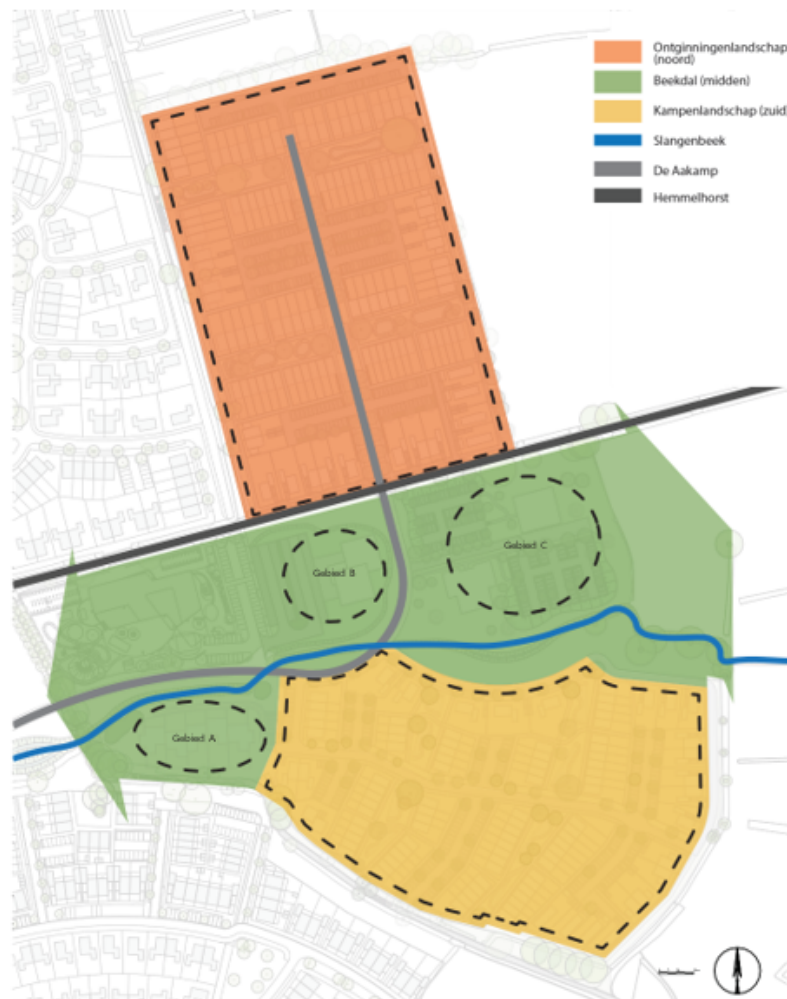 Ontginningenlandschap
(noord)
Beekdal (midden)
Kampenlandschap (zuid)
Slangenbeek
De Aakamp
Hemmelhorst
Gebied C
Gebied B
Gebied A